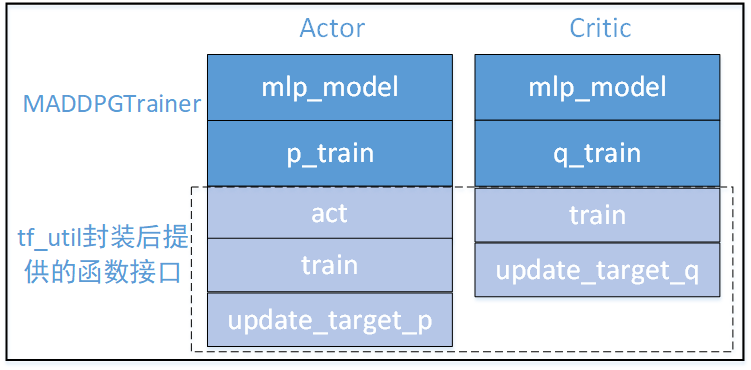 Actor
Critic
MADDPGTrainer
mlp_model
mlp_model
p_train
q_train
tf_util封装后提
供的函数接口
act
train
train
update_target_q
update_target_p